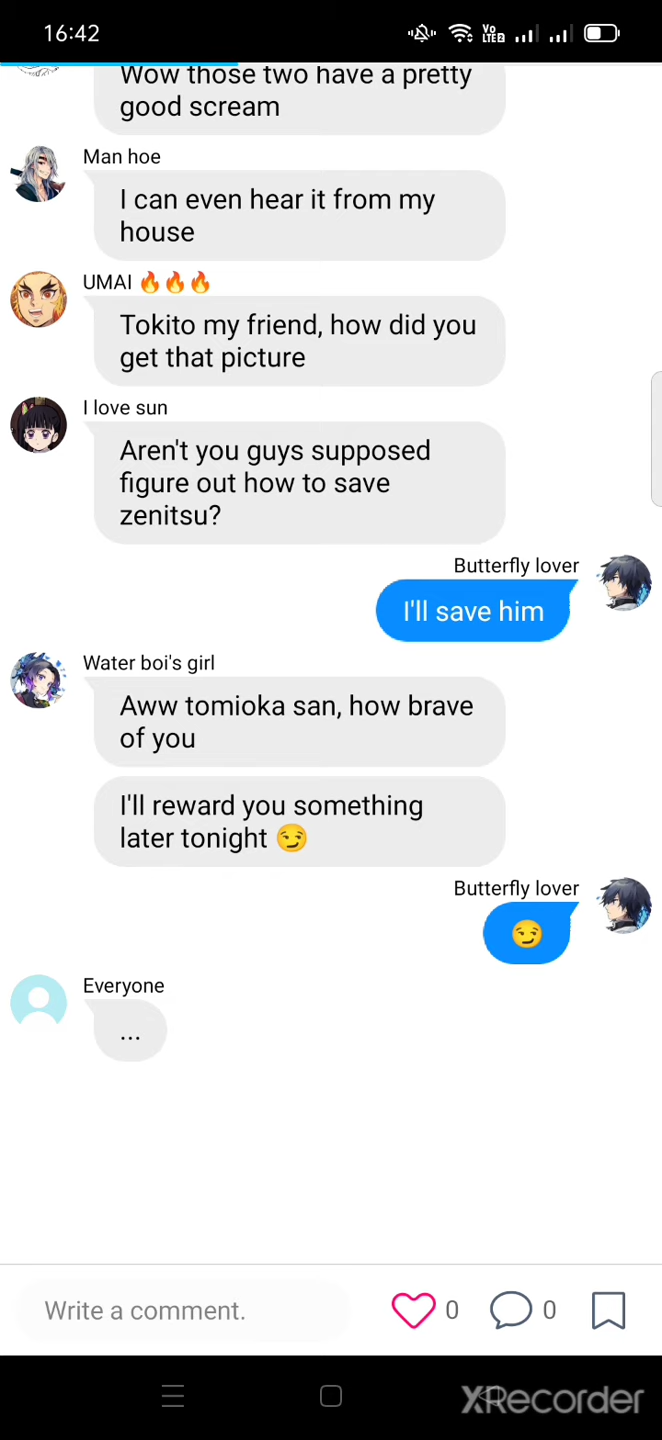 16:42
Vo
LTE2
Wow those two have a pretty
good scream
Man hoe
I can even hear it from my
house
UMAI 🔥🔥🔥
Tokito my friend, how did you
get that picture
I love sun
Aren't you guys supposed
figure out how to save
zenitsu?
Butterfly lover
I'll save him
Water boi's girl
Aww tomioka san, how brave
of you
I'll reward you something
later tonight 😏
Butterfly lover
😏
Everyone
...
Write a comment.
0
0
XRecorder